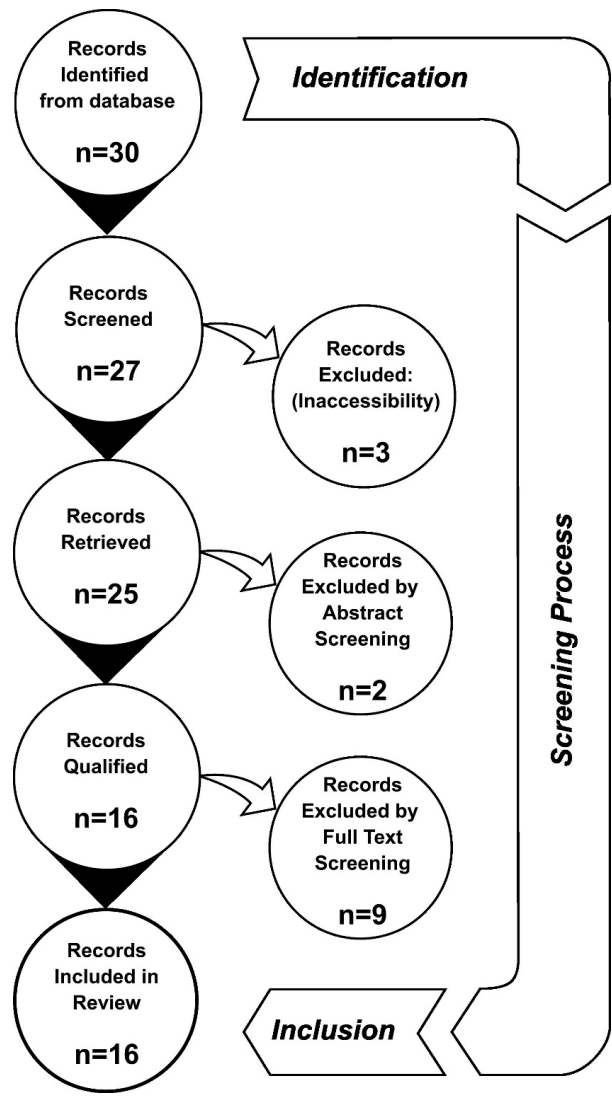 Records
Identified
from database
n=30
Identification
Records
Screened
n=27
Records
Excluded:
(Inaccessibility)
n=3
Records
Retrieved
n=25
Records
Excluded by
Abstract
Screening
n=2
Records
Qualified
n=16
Records
Excluded by
Full Text
Screening
n=9
Screening Process
Records
Included in
Review
n=16
Inclusion